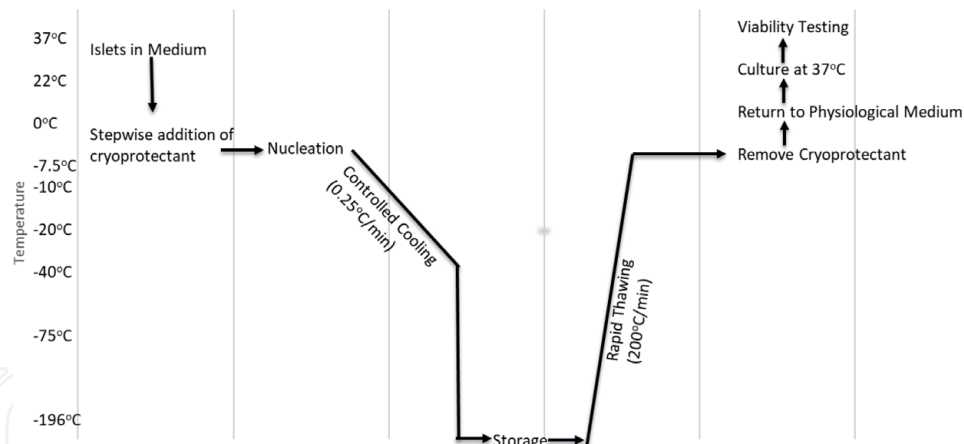 Temperature
37°C
22°C
0°C
-7.5°C
-10°C
-20°C
-40°C
-75°C
-196°C
Islets in Medium
Stepwise addition of
cryoprotectant
Nucleation
Controlled Cooling
(0.25°C/min)
Storage
Rapid Thawing
(200°C/min)
Viability Testing
Culture at 37°C
Return to Physiological Medium
Remove Cryoprotectant